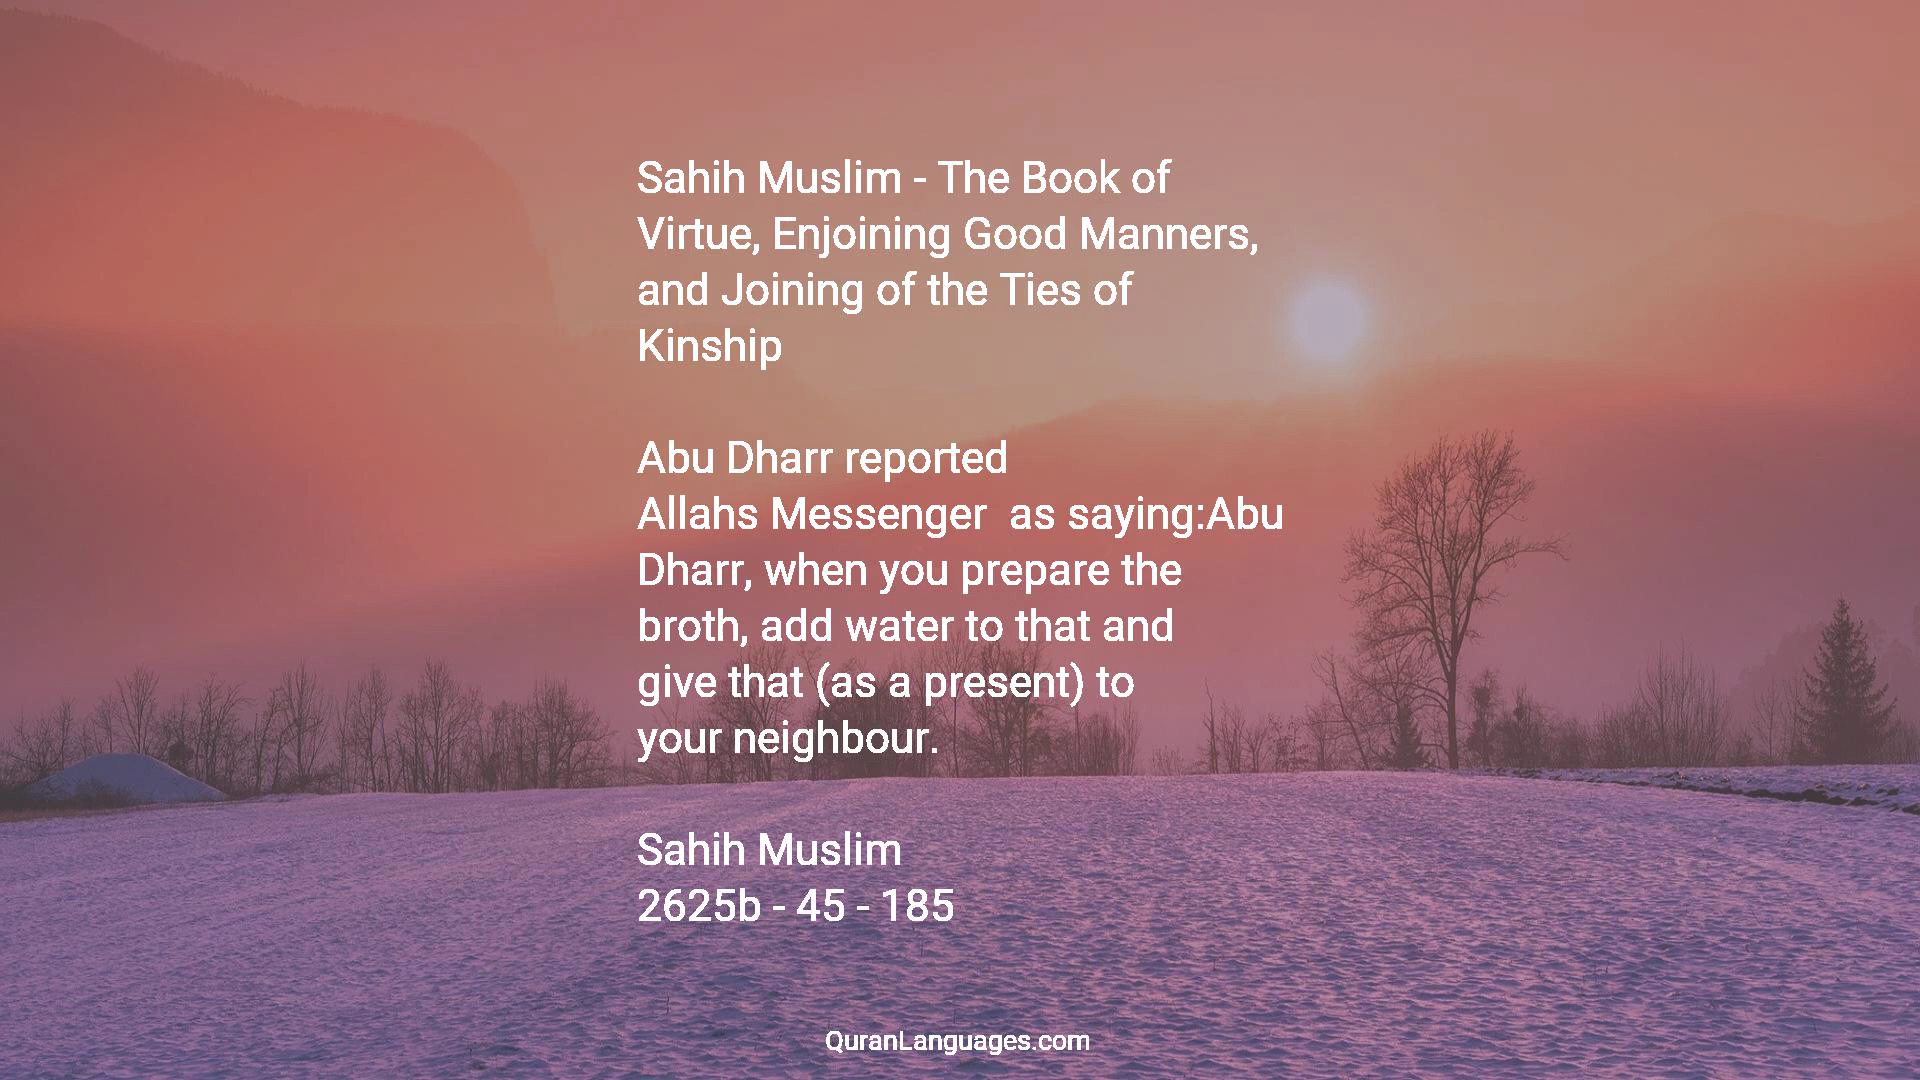 Sahih Muslim - The Book of
Virtue, Enjoining Good Manners,
and Joining of the Ties of
Kinship
Abu Dharr reported
Allahs Messenger  as saying:Abu
Dharr, when you prepare the
broth, add water to that and
give that (as a present) to
your neighbour.
Sahih Muslim
2625b - 45 - 185
QuranLanguages.com